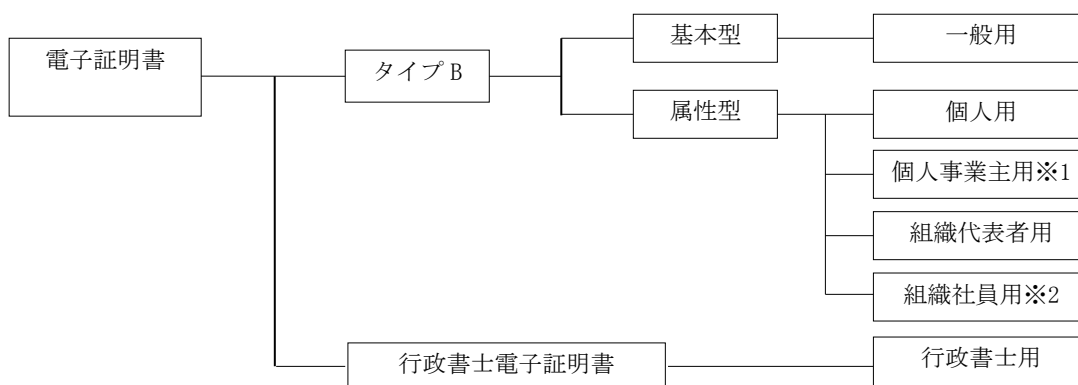 電子証明書
タイプ B
基本型
一般用
属性型
個人用
個人事業主用※1
組織代表者用
組織社員用※2
行政書士電子証明書
行政書士用